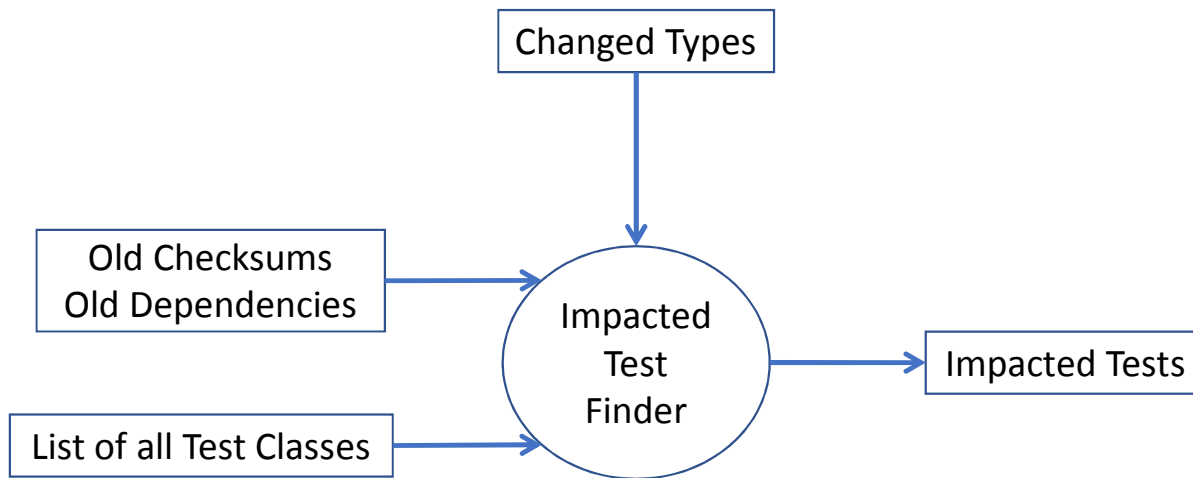 Changed Types
Old Checksums
Old Dependencies
Impacted
Test
Finder
Impacted Tests
List of all Test Classes